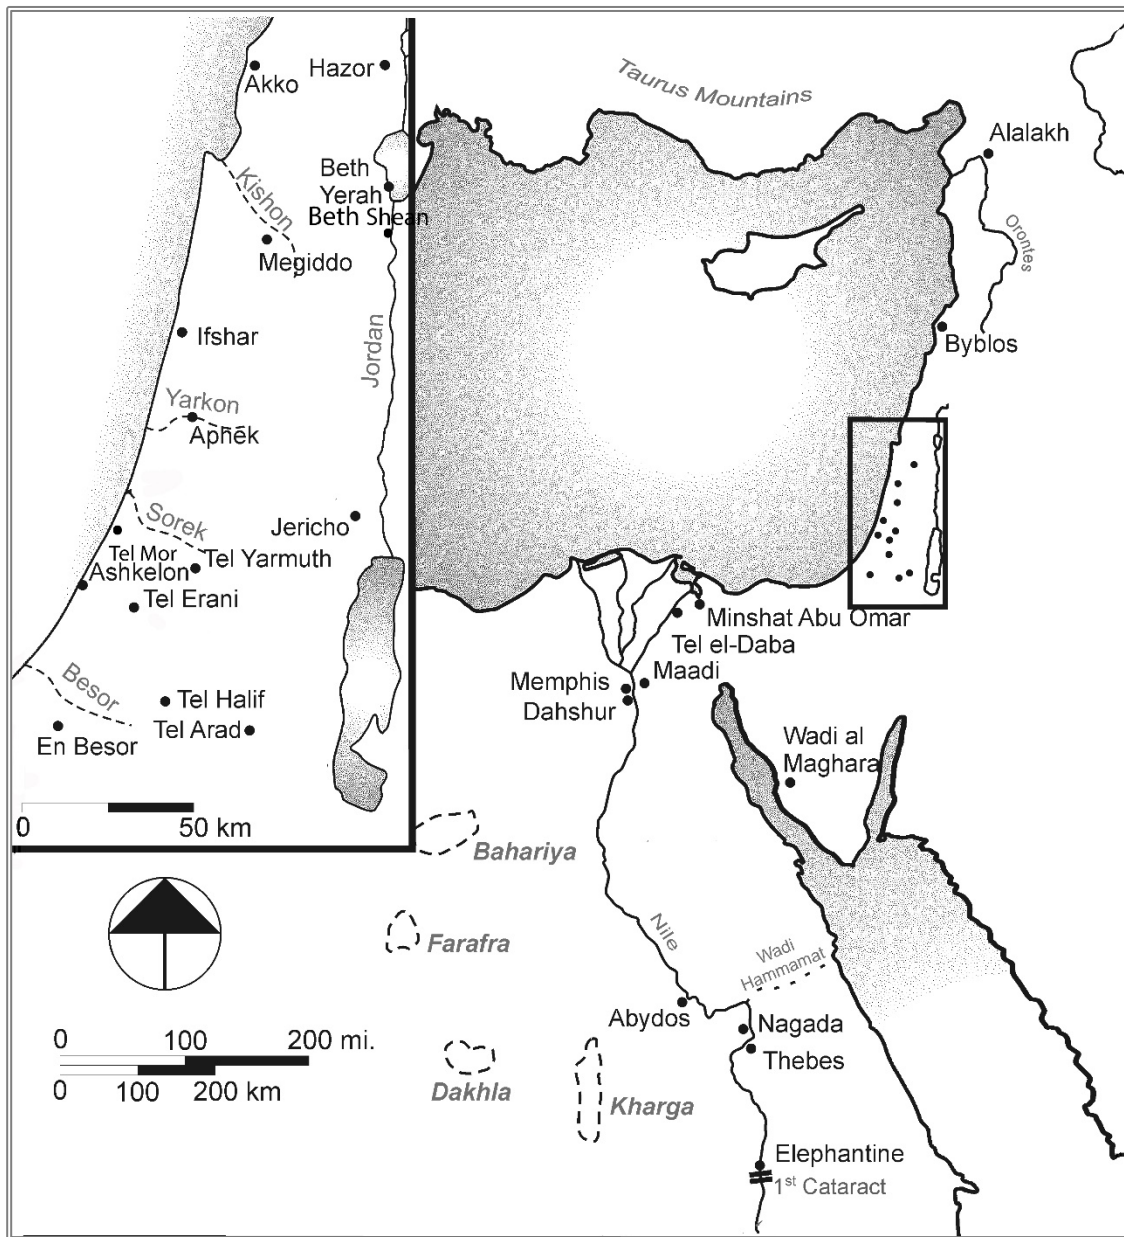 Akko
Hazor
Beth
Yerah
Beth Shean
Kishon
Megiddo
Ifshar
Jordan
Yarkon
Aphēk
Sorek
Jericho
Tel Mor
Tel Yarmuth
Ashkelon
Tel Erani
Besor
Tel Halif
Tel Arad
En Besor
0 50 km
Taurus Mountains
Alalakh
Orontes
Byblos
Minshat Abu Omar
Tel el-Daba
Maadi
Memphis
Dahshur
Wadi al
Maghara
Bahariya
Farafra
Nile
Wadi
Hammamat
Abydos
Nagada
Thebes
Dakhla
Kharga
Elephantine
1st Cataract
0 100 200 mi.
0 100 200 km